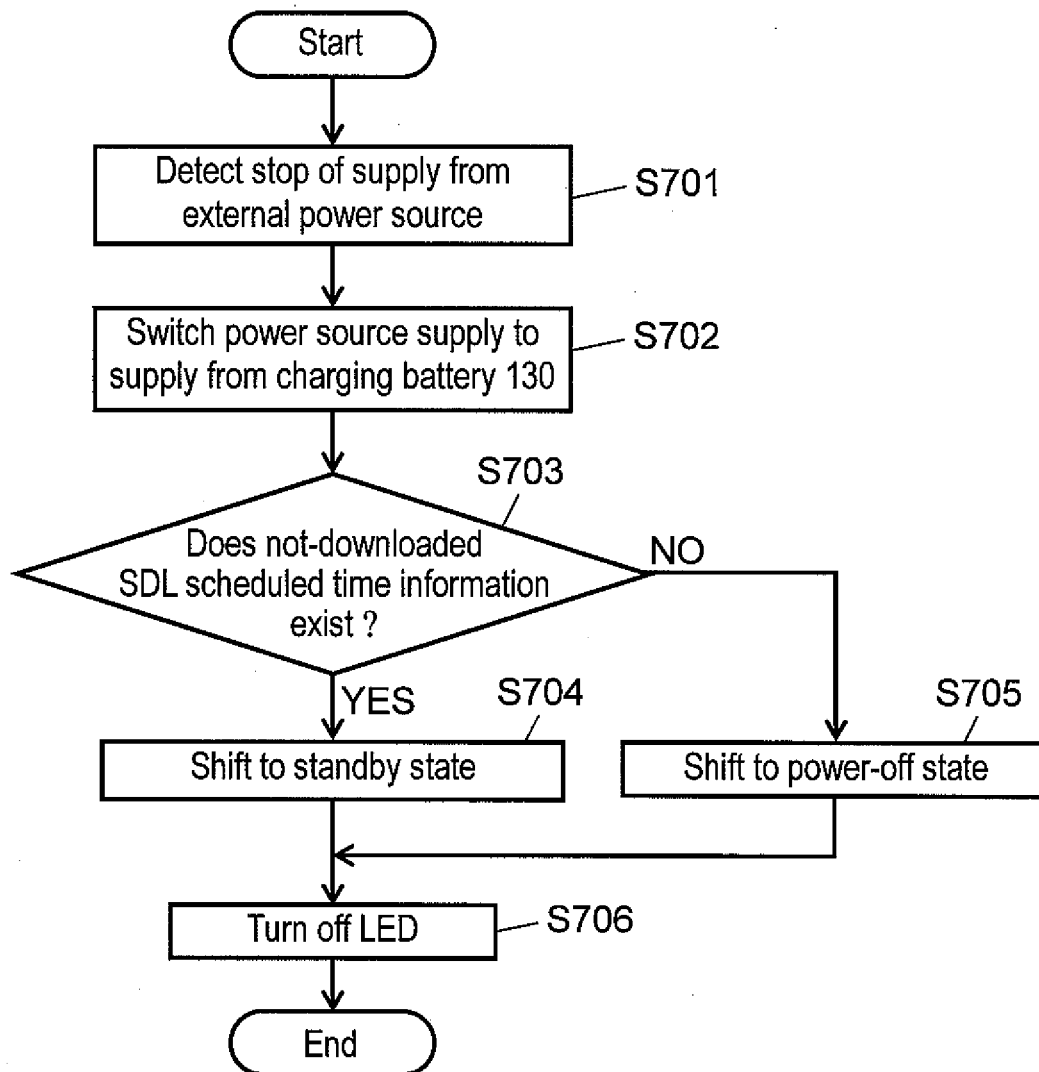 Start
Detect stop of supply from
external power source
S701
Switch power source supply to
supply from charging battery 130
S702
S703
Does not-downloaded
SDL scheduled time information
exist ?
NO
YES
S704
S705
Shift to standby state
Shift to power-off state
Turn off LED
S706
End